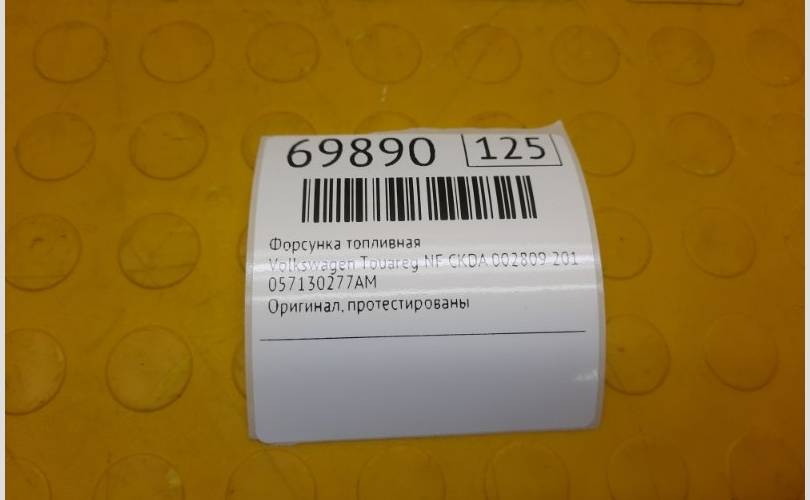 69890 125
Форсунка топливная
Volkswagen Touareg NF CKDA 002809 201
057130277AM
Оригинал, протестированы